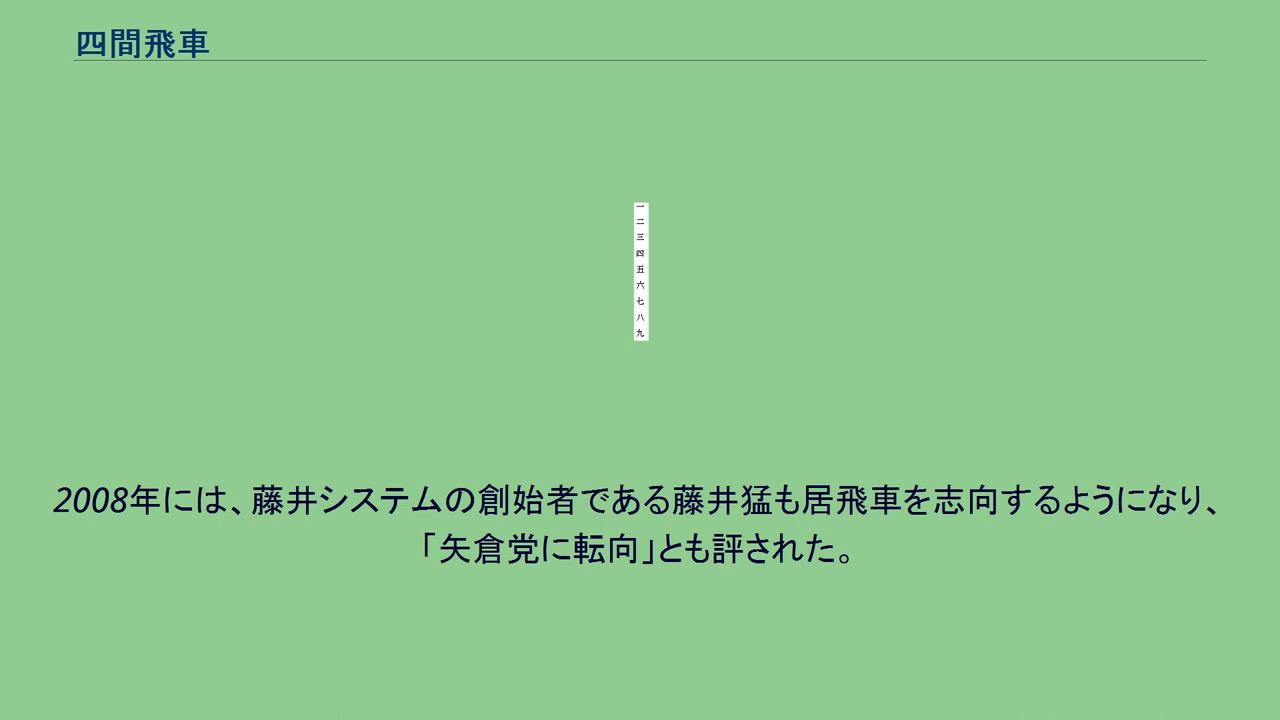 四間飛車
一
二
三
四
五
六
七
八
九
2008年には、藤井システムの創始者である藤井猛も居飛車を志向するようになり、
「矢倉党に転向」とも評された。